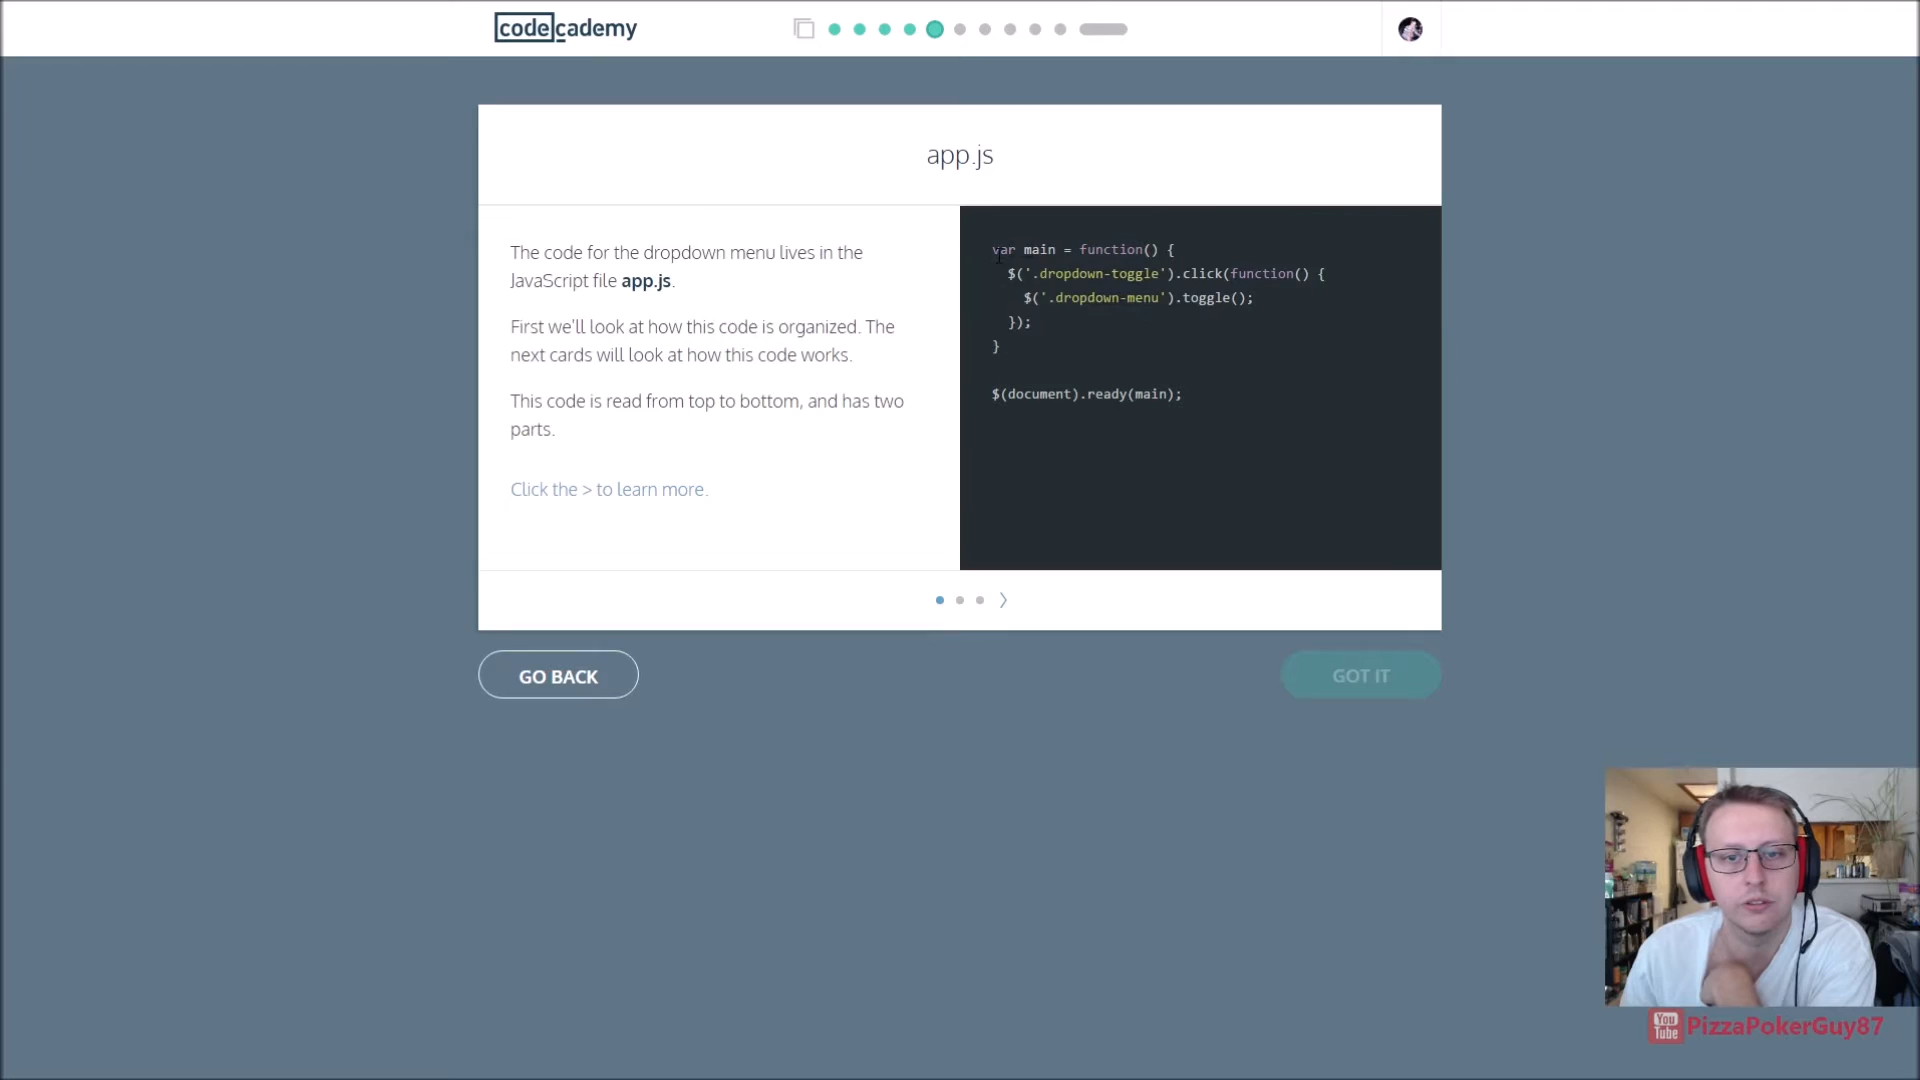 codecademy
app.js
The code for the dropdown menu lives in the
JavaScript file app.js.
First we'll look at how this code is organized. The
next cards will look at how this code works.
This code is read from top to bottom, and has two
parts.
Click the > to learn more.
var main = function() {
$('.dropdown-toggle').click(function() {
$('.dropdown-menu').toggle();
});
}
$(document).ready(main);
GO BACK
GOT IT
You Tube PizzaPokerGuy87